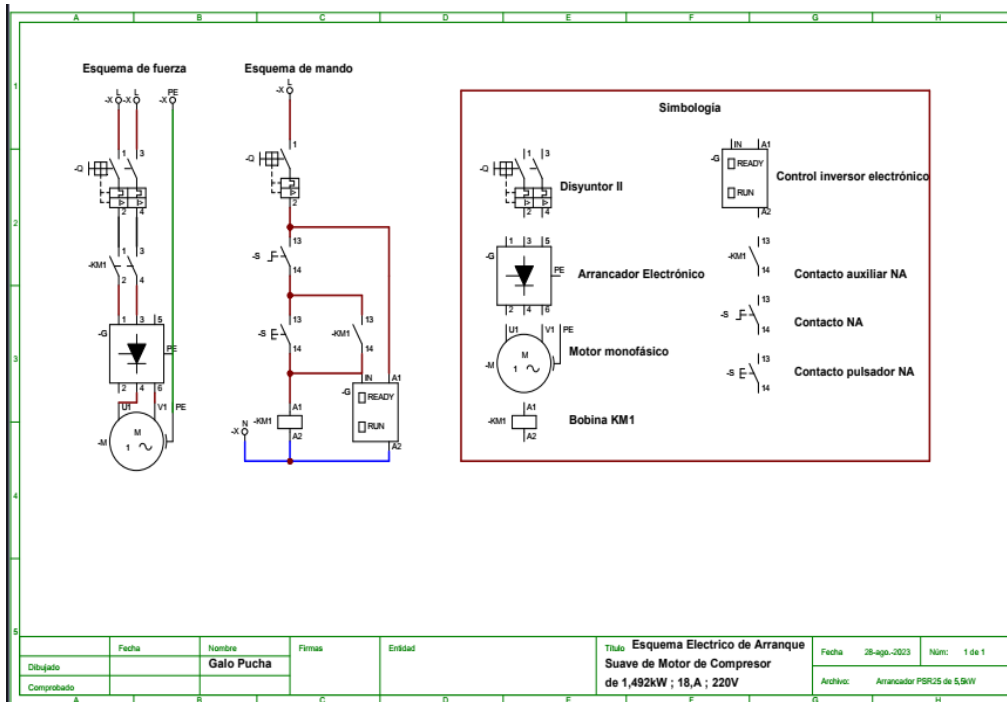 A B C D E F G H
1
2
3
4
5
Esquema de fuerza
-X L -X L -X PE
-Q 1 3
2 4
-KM1 1 3
2 4
1 3 5
-G PE
2 4 6
U1 V1 PE
-M M
1
Esquema de mando
-X L
-Q 1
2
-S 13
14
-S 13
14
-KM1 13
14
IN A1
-G READY
RUN
A2
-KM1 A1
A2
-X N
Simbología
-Q 1 3
2 4
Disyuntor II
1 3 5
-G PE
2 4 6
Arrancador Electrónico
U1 V1 PE
-M M
1
Motor monofásico
-KM1 A1
A2
Bobina KM1
IN A1
-G READY
RUN
A2
Control inversor electrónico
-KM1 13
14
Contacto auxiliar NA
-S 13
14
Contacto NA
-S 13
14
Contacto pulsador NA
Fecha Nombre Firmas Entidad
Dibujado Galo Pucha
Comprobado
Título Esquema Electrico de Arranque
Suave de Motor de Compresor
de 1,492kW ; 18,A ; 220V
Fecha 28-ago.-2023 Núm: 1 de 1
Archivo: Arrancador PSR25 de 5,5kW
A B C D E F G H